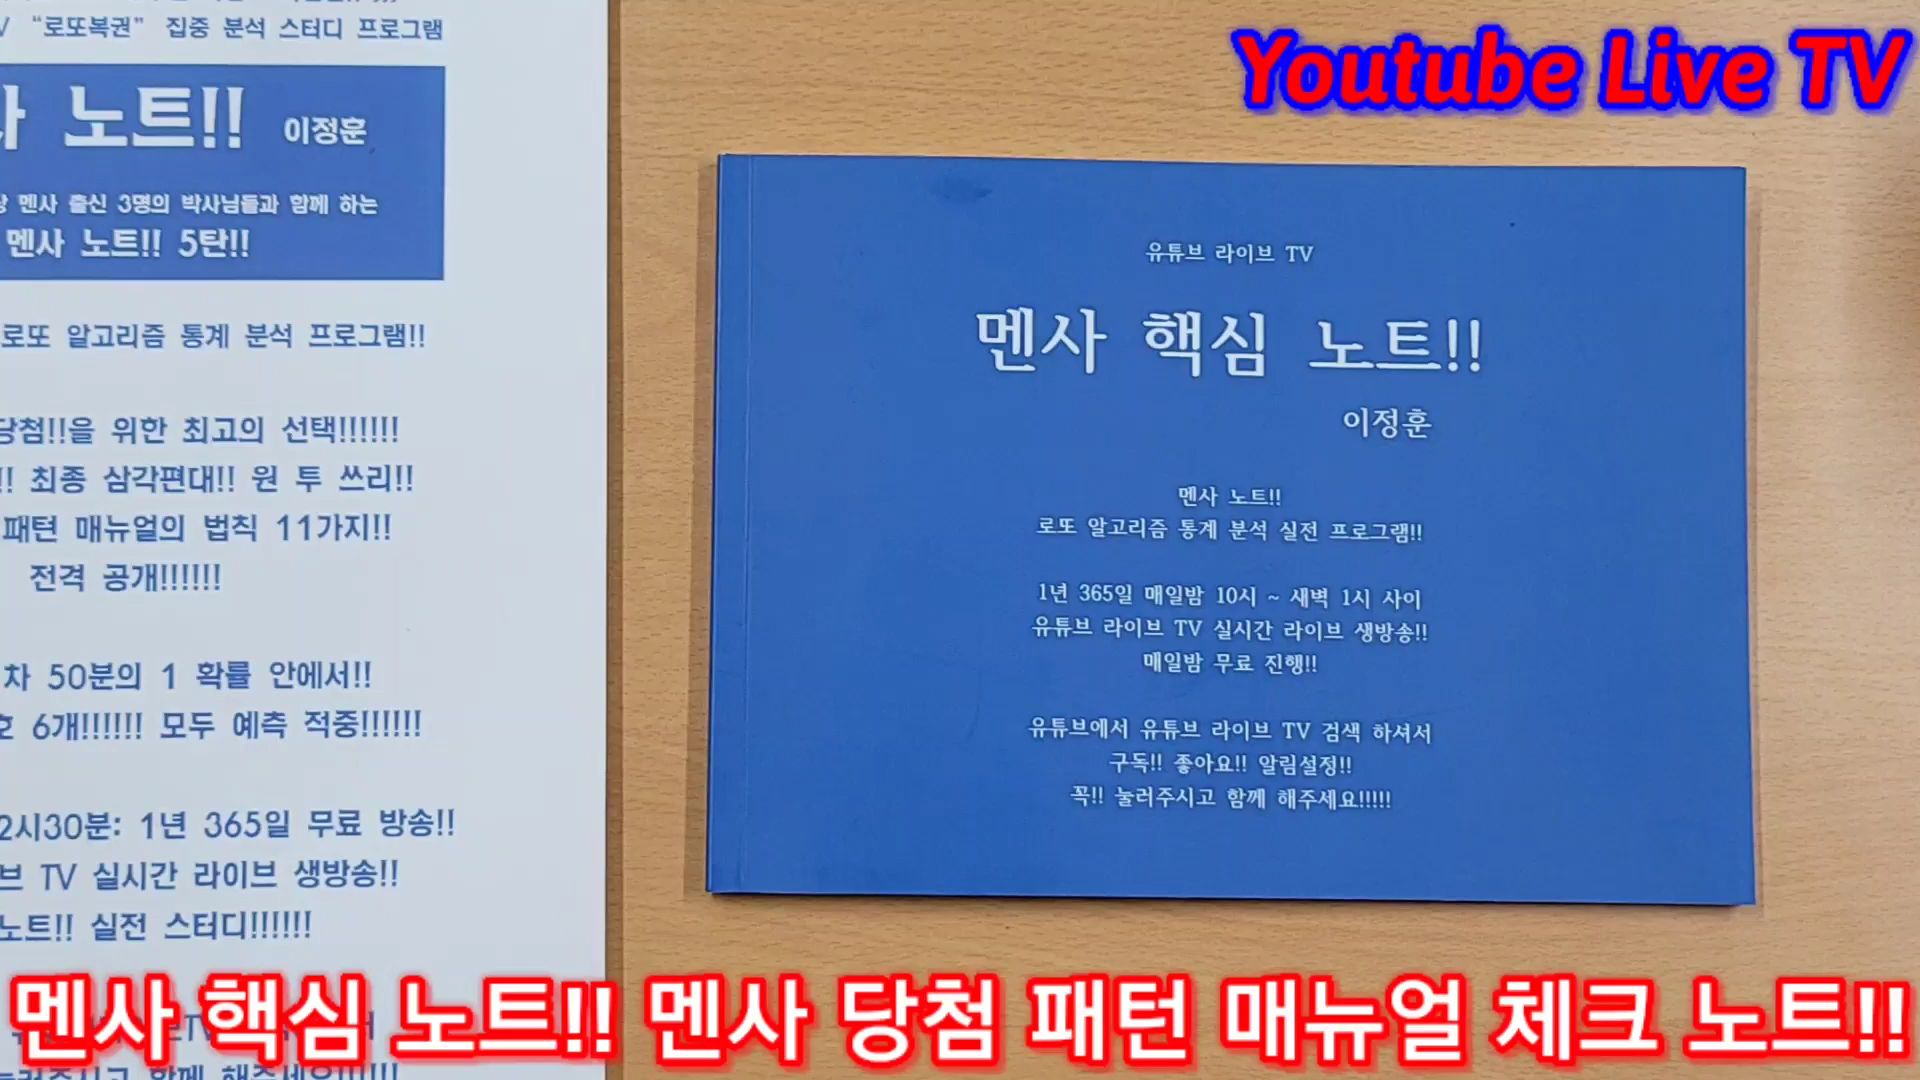 “로또복권” 집중 분석 스터디 프로그램
노트!! 이정훈
멘사 출신 3명의 박사님들과 함께 하는
멘사 노트!! 5탄!!
로또 알고리즘 통계 분석 프로그램!!
당첨!!을 위한 최고의 선택!!!!!!
!! 최종 삼각편대!! 원 투 쓰리!!
패턴 매뉴얼의 법칙 11가지!!
전격 공개!!!!!!
차 50분의 1 확률 안에서!!
6개!!!!!! 모두 예측 적중!!!!!!
2시30분: 1년 365일 무료 방송!!
브 TV 실시간 라이브 생방송!!
노트!! 실전 스터디!!!!!!
Youtube Live TV
유튜브 라이브 TV
멘사 핵심 노트!!
이정훈
멘사 노트!!
로또 알고리즘 통계 분석 실전 프로그램!!
1년 365일 매일밤 10시 ~ 새벽 1시 사이
유튜브 라이브 TV 실시간 라이브 생방송!!
매일밤 무료 진행!!
유튜브에서 유튜브 라이브 TV 검색 하셔서
구독!! 좋아요!! 알림설정!!
꼭!! 눌러주시고 함께 해주세요!!!!!
멘사 핵심 노트!! 멘사 당첨 패턴 매뉴얼 체크 노트!!